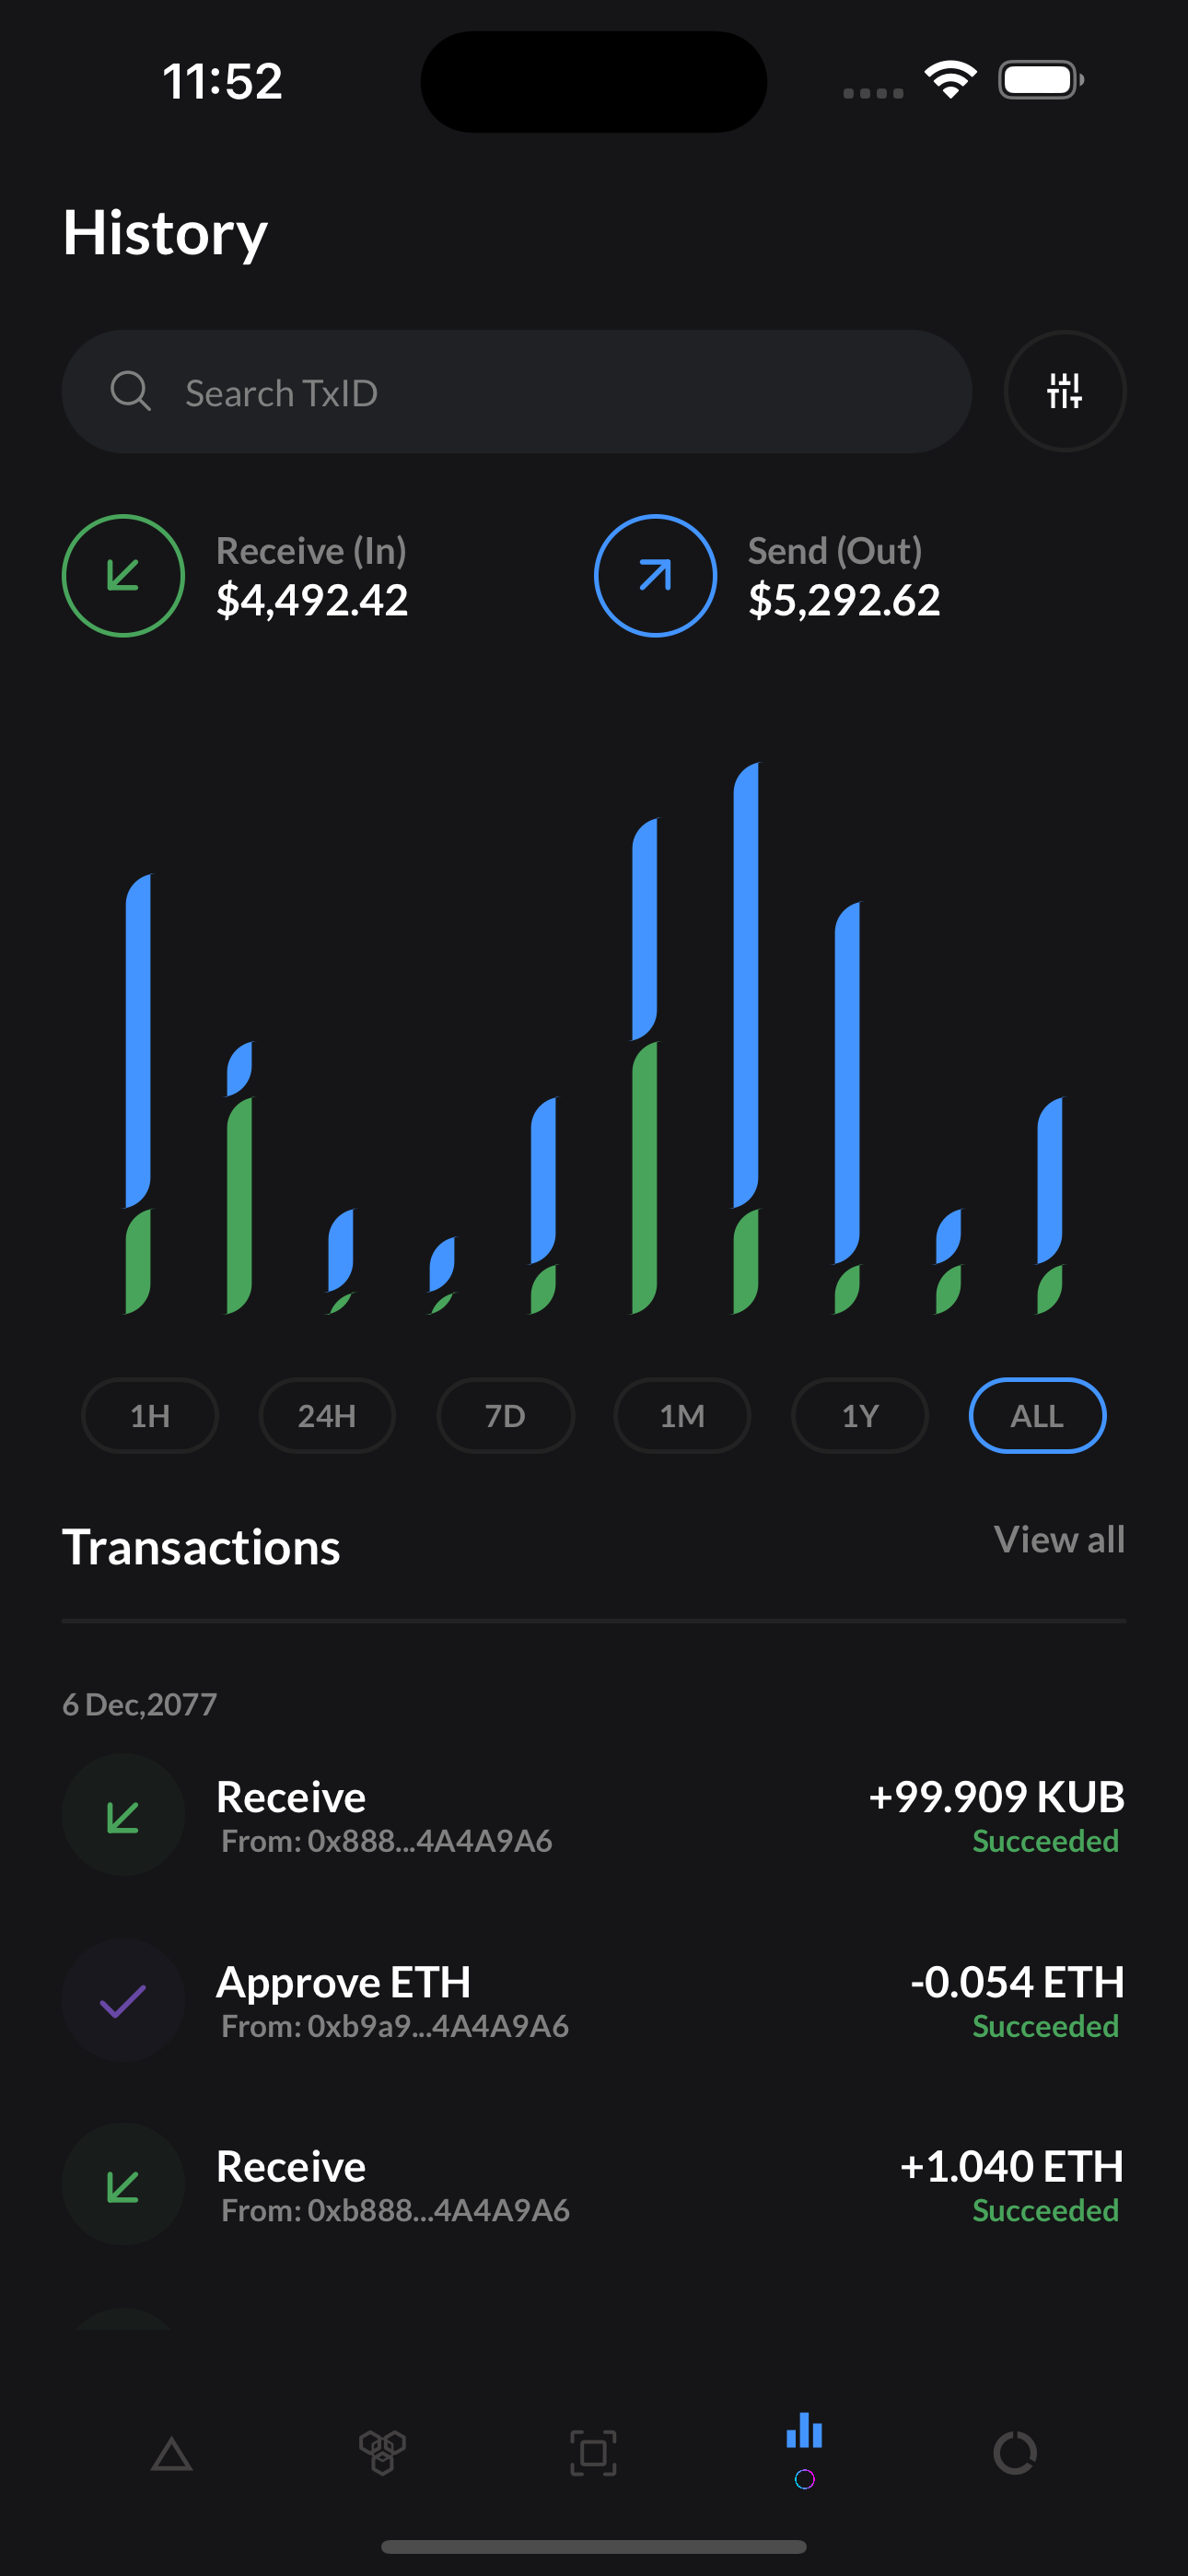 11:52
History
Search TxID
Receive (In)
$4,492.42
Send (Out)
$5,292.62
1H
24H
7D
1M
1Y
ALL
Transactions
View all
6 Dec,2077
Receive
+99.909 KUB
From: 0x888...4A4A9A6
Succeeded
Approve ETH
-0.054 ETH
From: 0xb9a9...4A4A9A6
Succeeded
Receive
+1.040 ETH
From: 0xb888...4A4A9A6
Succeeded